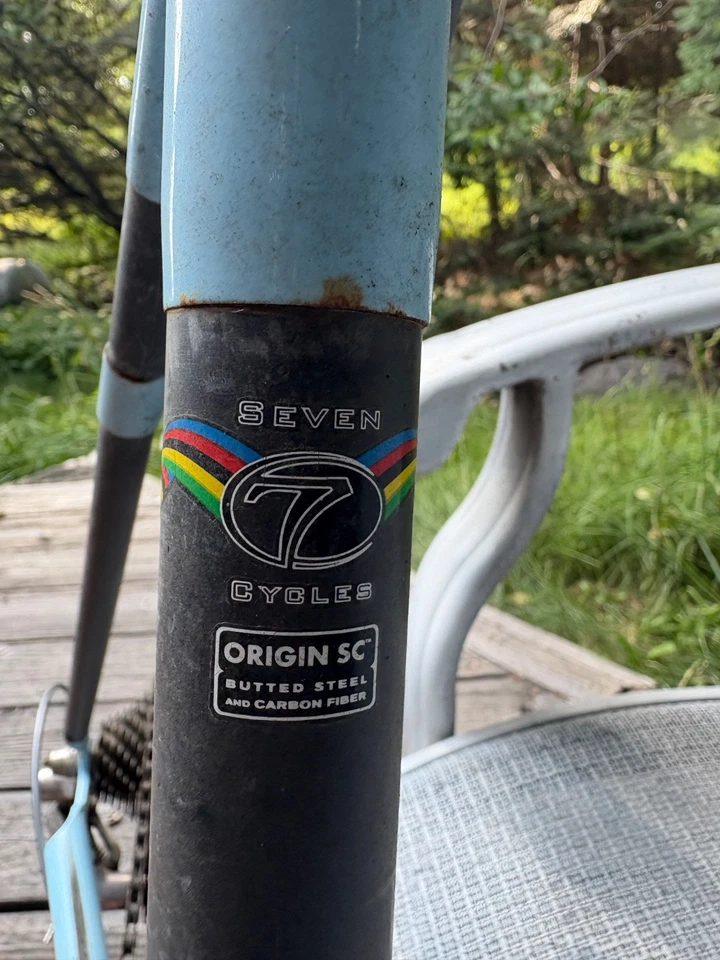 SEVEN
7
CYCLES
ORIGIN SC™
BUTTED STEEL
AND CARBON FIBER